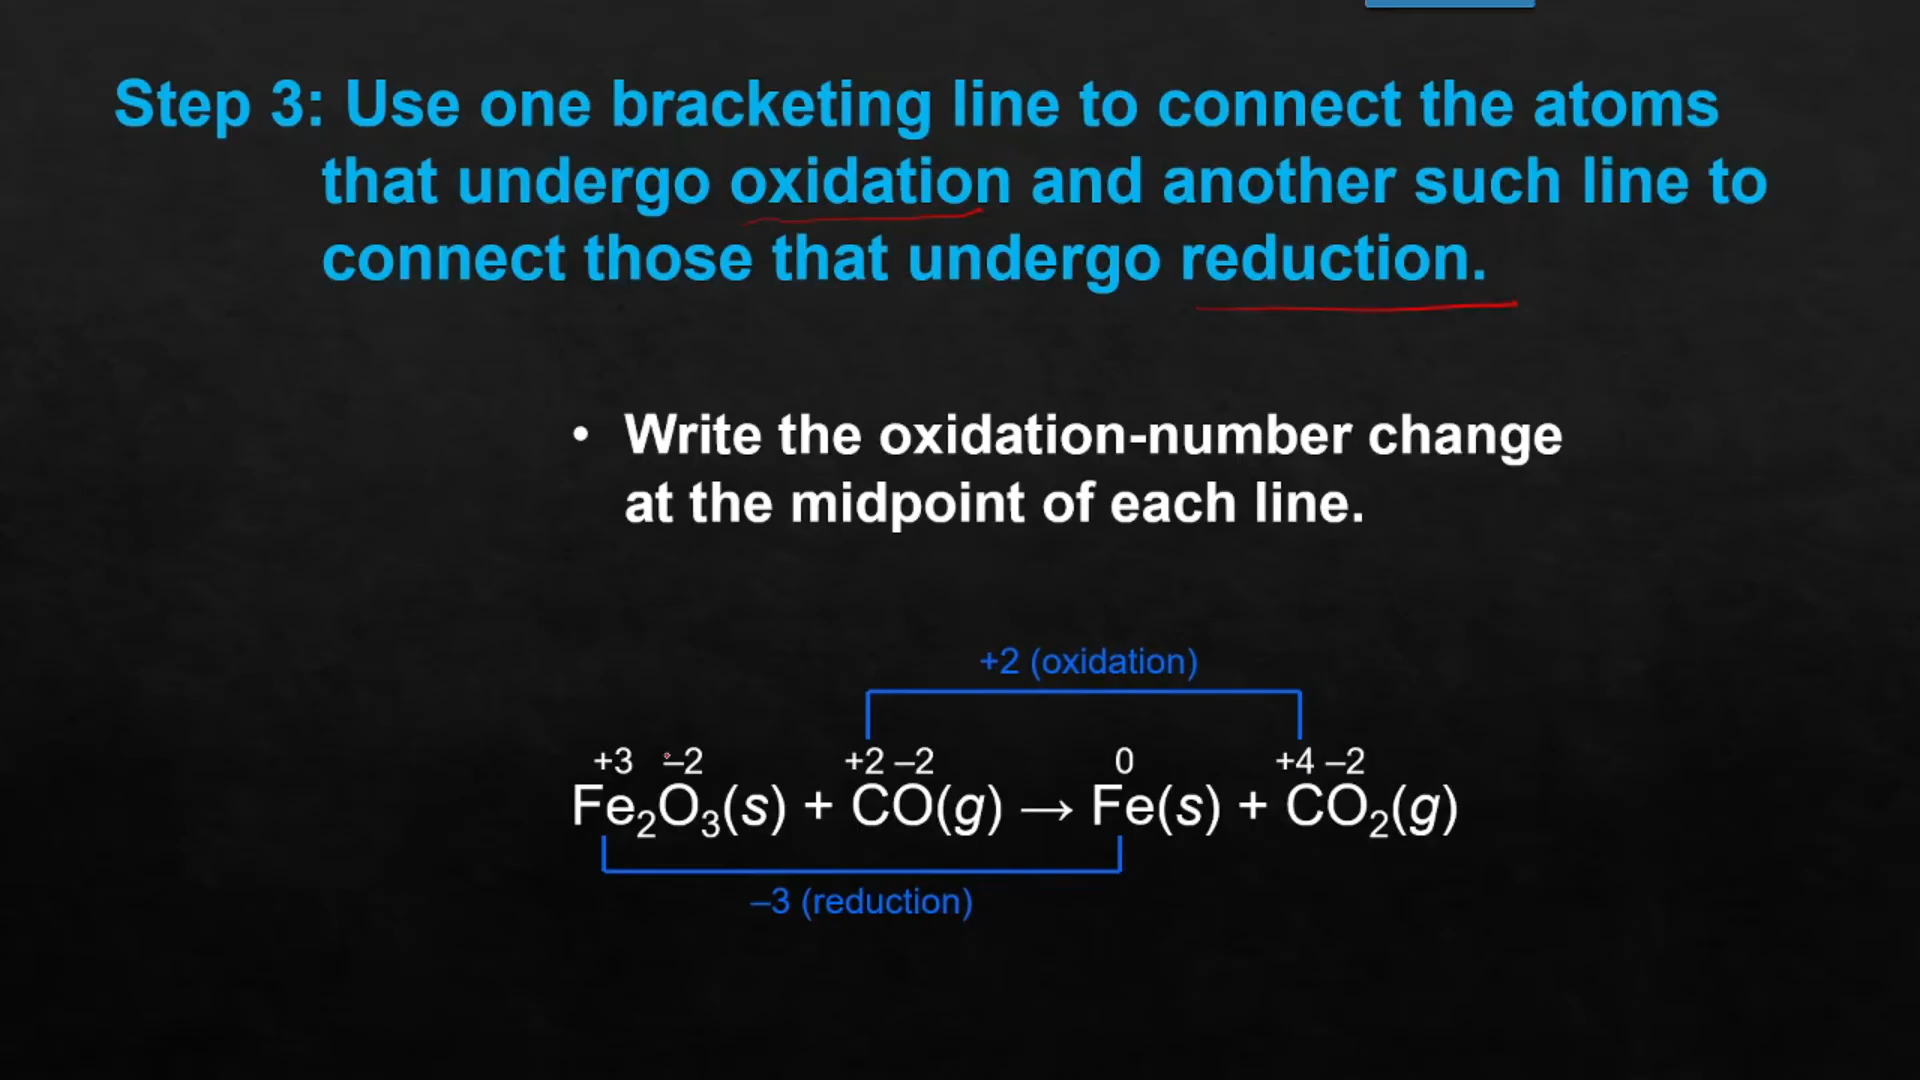 Step 3: Use one bracketing line to connect the atoms
that undergo oxidation and another such line to
connect those that undergo reduction.
• Write the oxidation-number change
at the midpoint of each line.
+2 (oxidation)
+3 –2 +2 –2 0 +4 –2
Fe₂O₃(s) + CO(g) → Fe(s) + CO₂(g)
–3 (reduction)